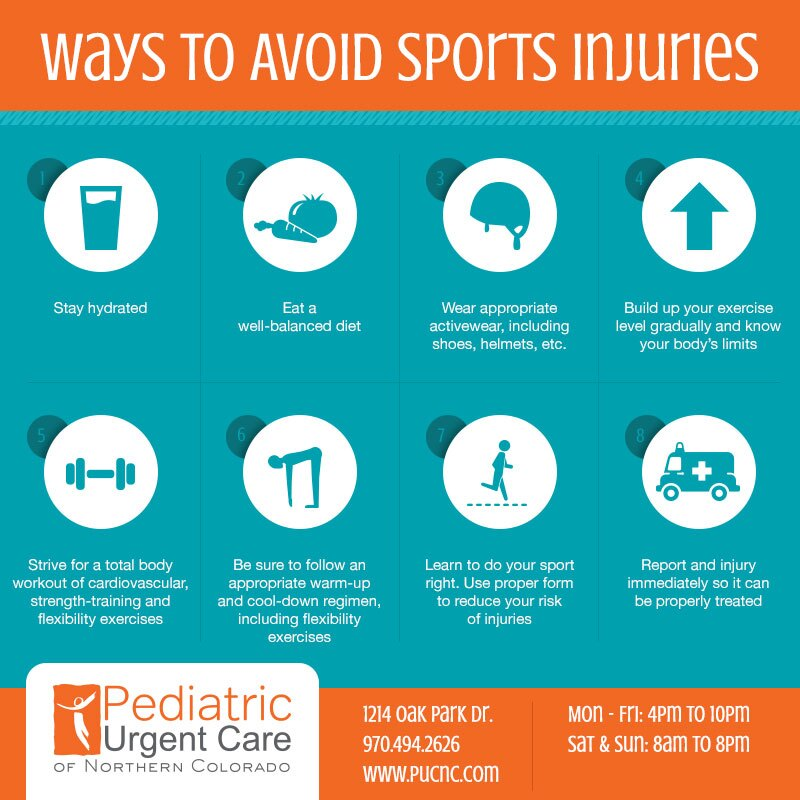 Ways to Avoid Sports Injuries
1
Stay hydrated
2
Eat a
well-balanced diet
3
Wear appropriate
activewear, including
shoes, helmets, etc.
4
Build up your exercise
level gradually and know
your body's limits
5
Strive for a total body
workout of cardiovascular,
strength-training and
flexibility exercises
6
Be sure to follow an
appropriate warm-up
and cool-down regimen,
including flexibility
exercises
7
Learn to do your sport
right. Use proper form
to reduce your risk
of injuries
8
Report and injury
immediately so it can
be properly treated
Pediatric
Urgent Care
of Northern Colorado
1214 Oak Park Dr.
970.494.2626
www.pucnc.com
Mon - Fri: 4pm to 10pm
Sat & Sun: 8am to 8pm